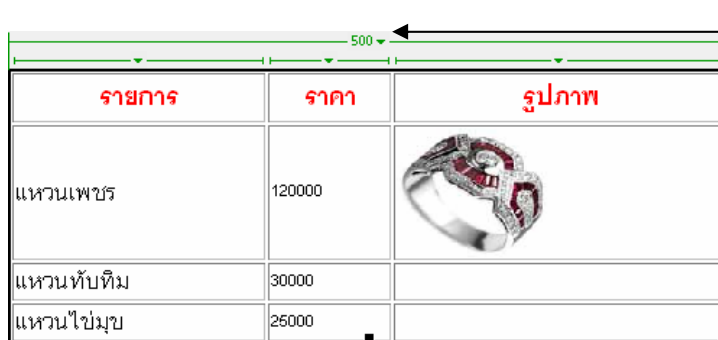 500
รายการ ราคา รูปภาพ
แหวนเพชร 120000
แหวนทับทิม 30000
แหวนไข่มุข 25000